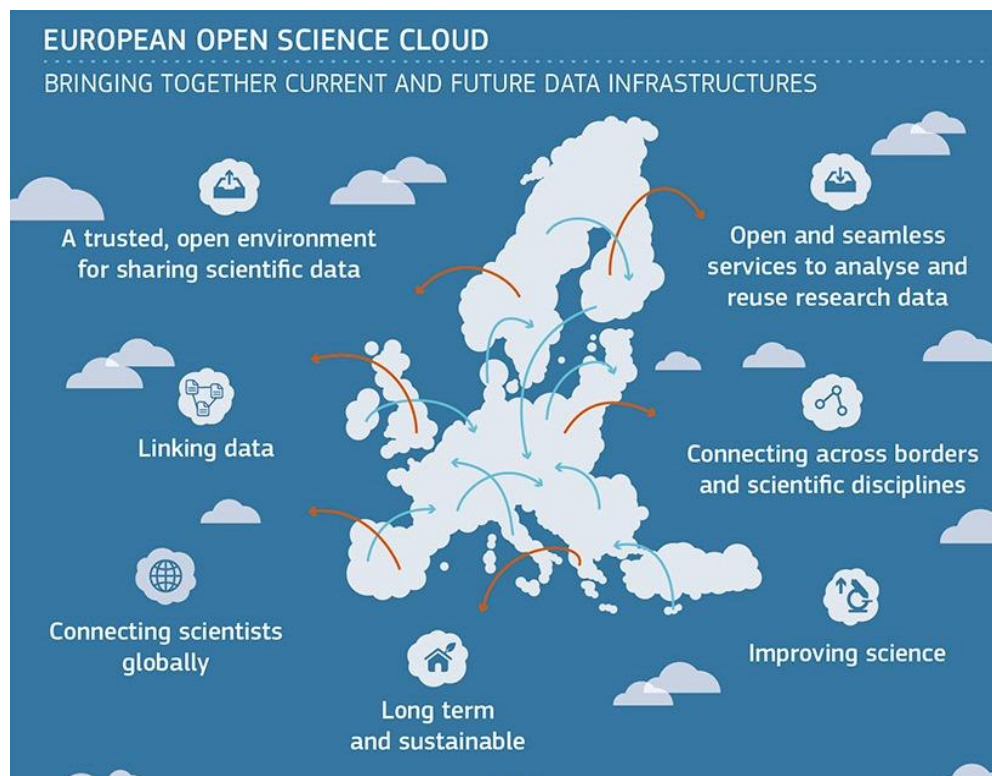 EUROPEAN OPEN SCIENCE CLOUD
BRINGING TOGETHER CURRENT AND FUTURE DATA INFRASTRUCTURES
A trusted, open environment
for sharing scientific data
Open and seamless
services to analyse and
reuse research data
Linking data
Connecting across borders
and scientific disciplines
Connecting scientists
globally
Improving science
Long term
and sustainable